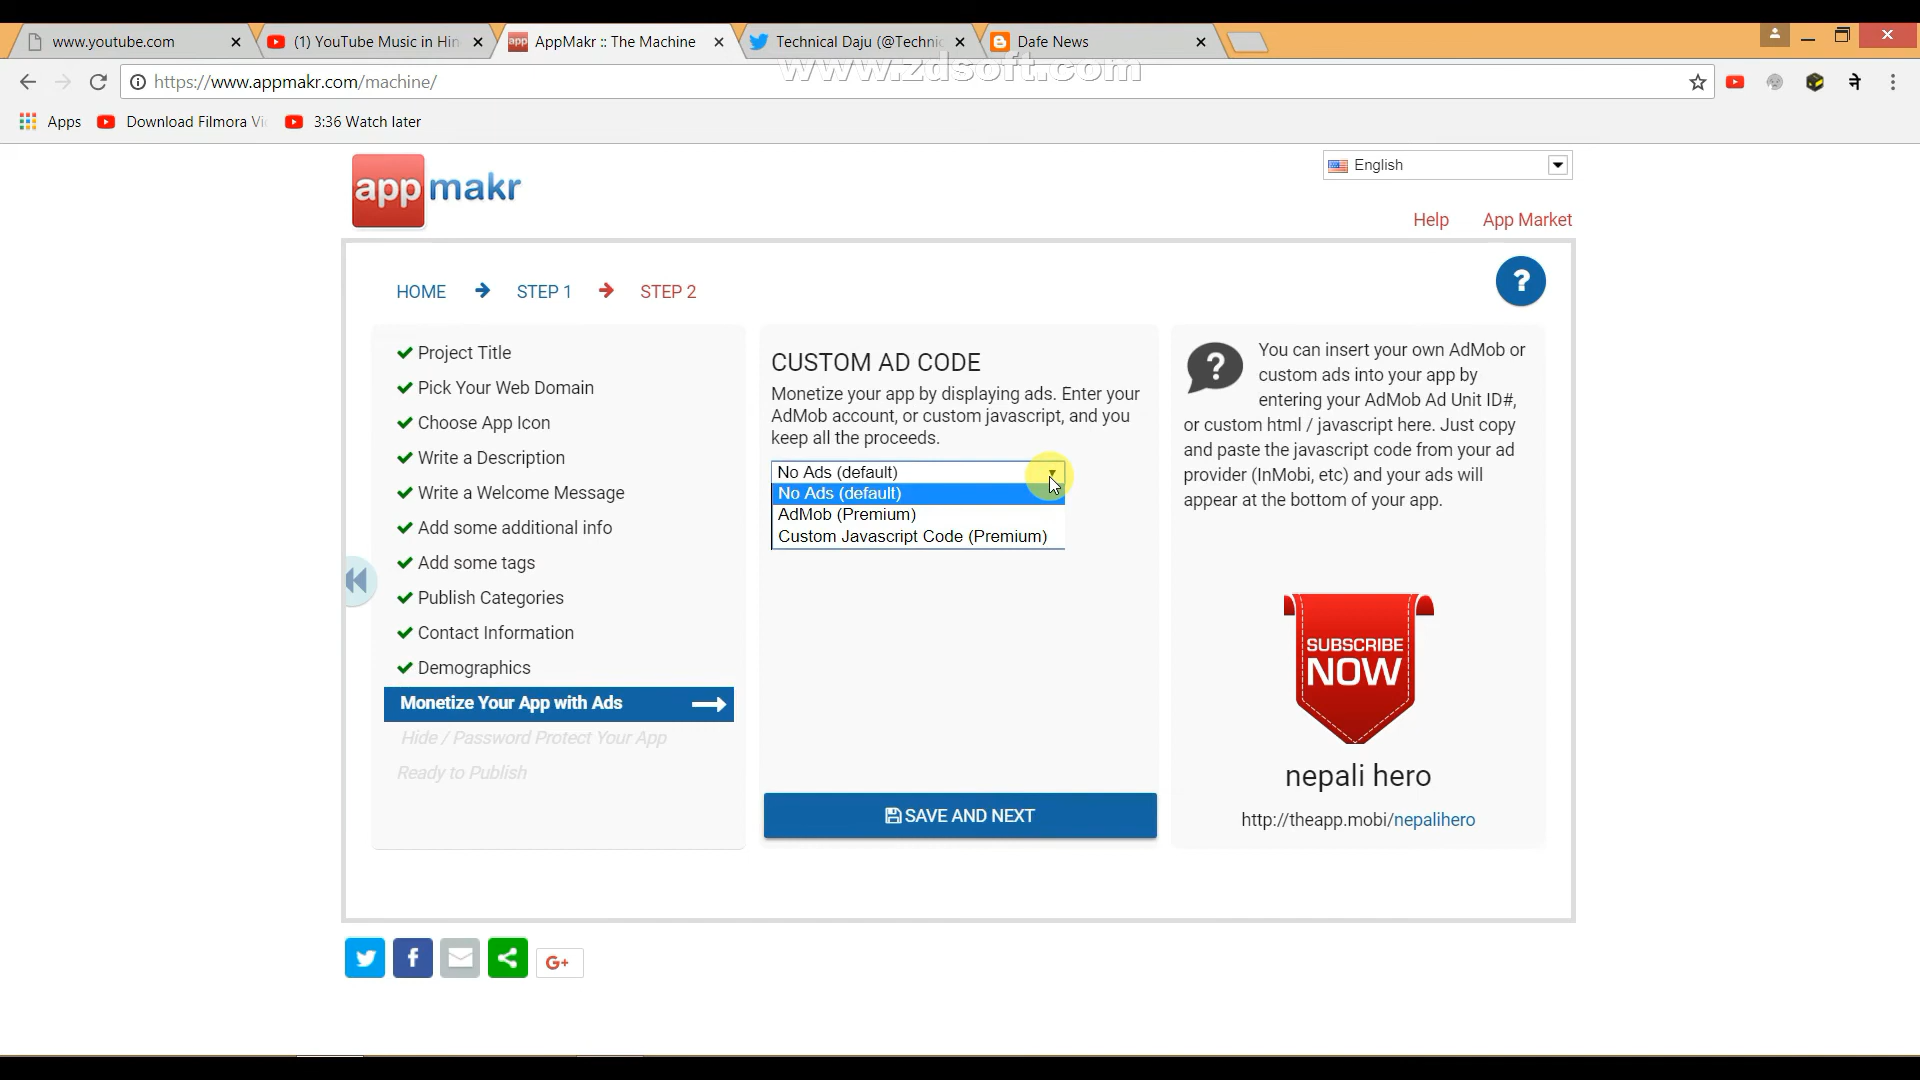 www.youtube.com
(1) YouTube Music in Hin
app
AppMakr :: The Machine
Technical Daju (@Technic
Dafe News
www.zdsoft.com
https://www.appmakr.com/machine/
ने
Apps
Download Filmora Vi
3:36 Watch later
appmakr
English
Help
App Market
HOME
STEP 1
STEP 2
?
Project Title
Pick Your Web Domain
Choose App Icon
Write a Description
Write a Welcome Message
Add some additional info
Add some tags
Publish Categories
Contact Information
Demographics
Monetize Your App with Ads
Hide / Password Protect Your App
Ready to Publish
CUSTOM AD CODE
Monetize your app by displaying ads. Enter your
AdMob account, or custom javascript, and you
keep all the proceeds.
No Ads (default)
No Ads (default)
AdMob (Premium)
Custom Javascript Code (Premium)
SAVE AND NEXT
?
You can insert your own AdMob or
custom ads into your app by
entering your AdMob Ad Unit ID#,
or custom html / javascript here. Just copy
and paste the javascript code from your ad
provider (InMobi, etc) and your ads will
appear at the bottom of your app.
SUBSCRIBE
NOW
nepali hero
http://theapp.mobi/nepalihero
f
G+